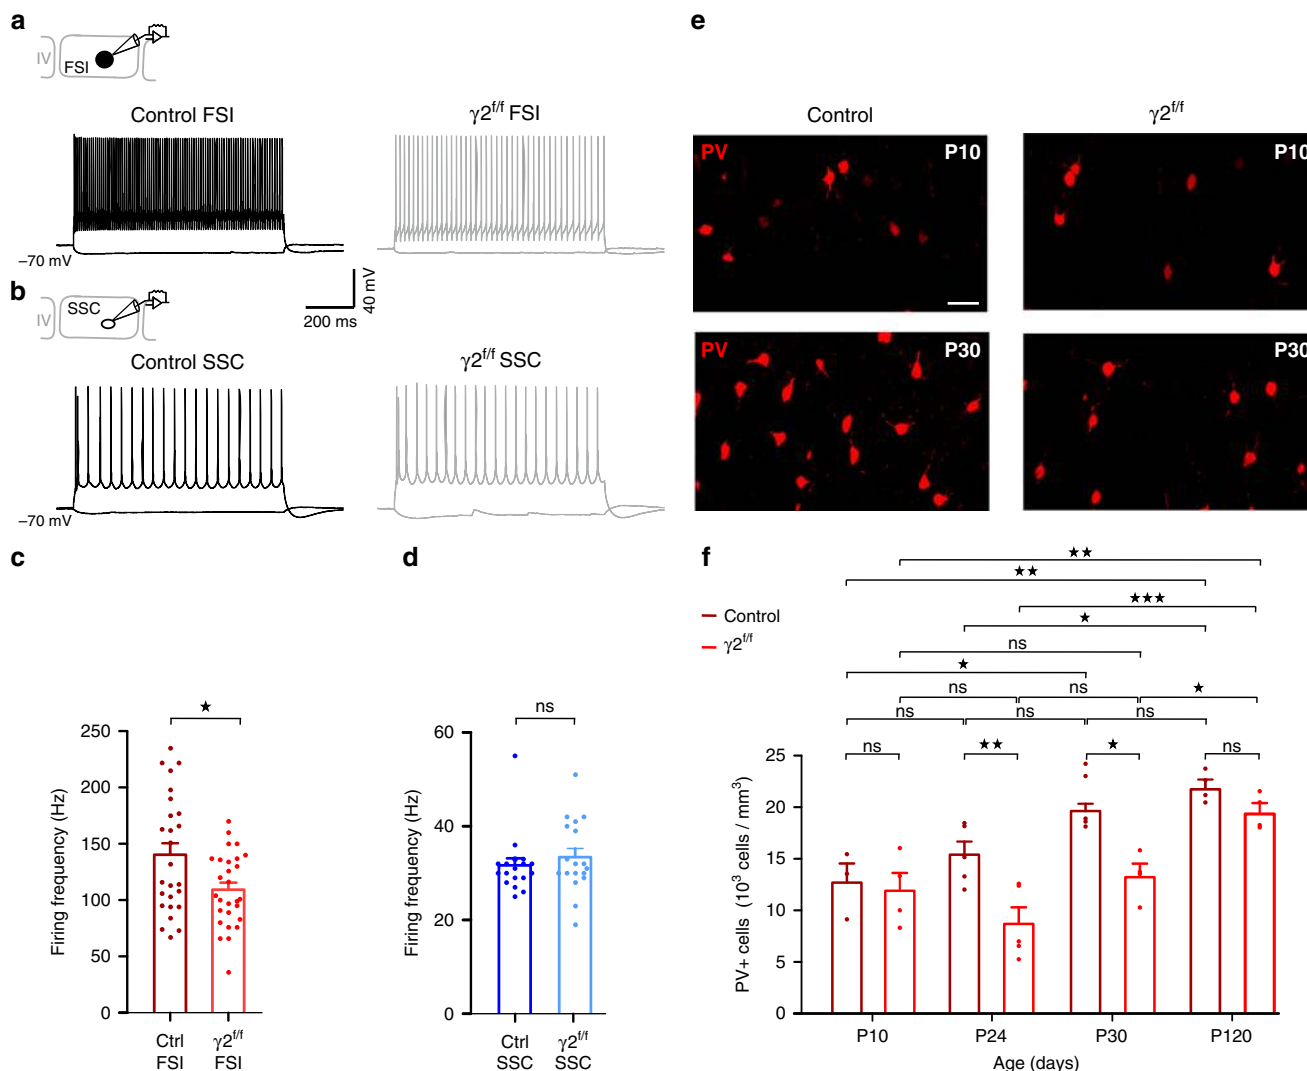 a
IV
FSI
Control FSI
γ2f/f FSI
−70 mV
40 mV
200 ms
b
IV
SSC
Control SSC
γ2f/f SSC
−70 mV
e
Control
γ2f/f
PV
P10
P10
PV
P30
P30
c
★
Firing frequency (Hz)
250
200
150
100
50
0
Ctrl
FSI
γ2f/f
FSI
d
ns
Firing frequency (Hz)
60
40
20
0
Ctrl
SSC
γ2f/f
SSC
f
Control
γ2f/f
★★
★★
★★★
★
ns
★
ns
ns
★
ns
ns
ns
ns
★★
★
ns
PV+ cells (10³ cells / mm³)
25
20
15
10
5
0
P10
P24
P30
P120
Age (days)